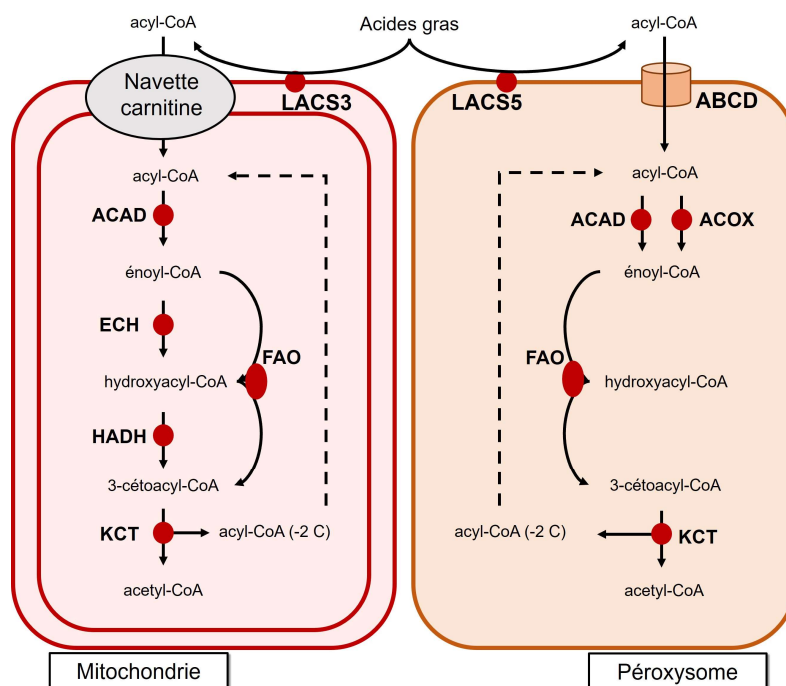 acyl-CoA
Acides gras
acyl-CoA
Navette
carnitine
LACS3
LACS5
ABCD
acyl-CoA
ACAD
énoyl-CoA
ECH
FAO
hydroxyacyl-CoA
HADH
3-cétoacyl-CoA
KCT
acyl-CoA (-2 C)
acetyl-CoA
Mitochondrie
acyl-CoA
ACAD
ACOX
énoyl-CoA
FAO
hydroxyacyl-CoA
3-cétoacyl-CoA
acyl-CoA (-2 C)
KCT
acetyl-CoA
Péroxysome